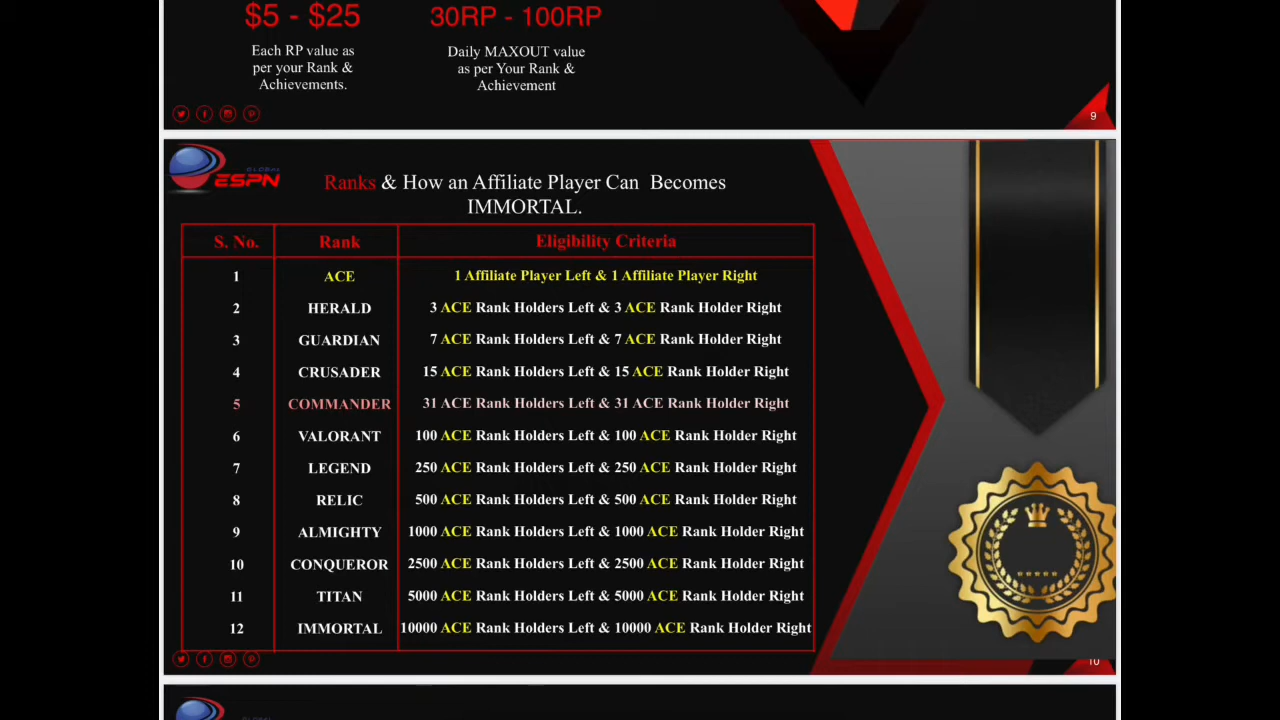 $5 - $25
30RP - 100RP
Each RP value as
per your Rank &
Achievements.
Daily MAXOUT value
as per Your Rank &
Achievement
9
GLOBAL
ESPN
Ranks & How an Affiliate Player Can Becomes
IMMORTAL.
S. No. Rank Eligibility Criteria
1 ACE 1 Affiliate Player Left & 1 Affiliate Player Right
2 HERALD 3 ACE Rank Holders Left & 3 ACE Rank Holder Right
3 GUARDIAN 7 ACE Rank Holders Left & 7 ACE Rank Holder Right
4 CRUSADER 15 ACE Rank Holders Left & 15 ACE Rank Holder Right
5 COMMANDER 31 ACE Rank Holders Left & 31 ACE Rank Holder Right
6 VALORANT 100 ACE Rank Holders Left & 100 ACE Rank Holder Right
7 LEGEND 250 ACE Rank Holders Left & 250 ACE Rank Holder Right
8 RELIC 500 ACE Rank Holders Left & 500 ACE Rank Holder Right
9 ALMIGHTY 1000 ACE Rank Holders Left & 1000 ACE Rank Holder Right
10 CONQUEROR 2500 ACE Rank Holders Left & 2500 ACE Rank Holder Right
11 TITAN 5000 ACE Rank Holders Left & 5000 ACE Rank Holder Right
12 IMMORTAL 10000 ACE Rank Holders Left & 10000 ACE Rank Holder Right
10